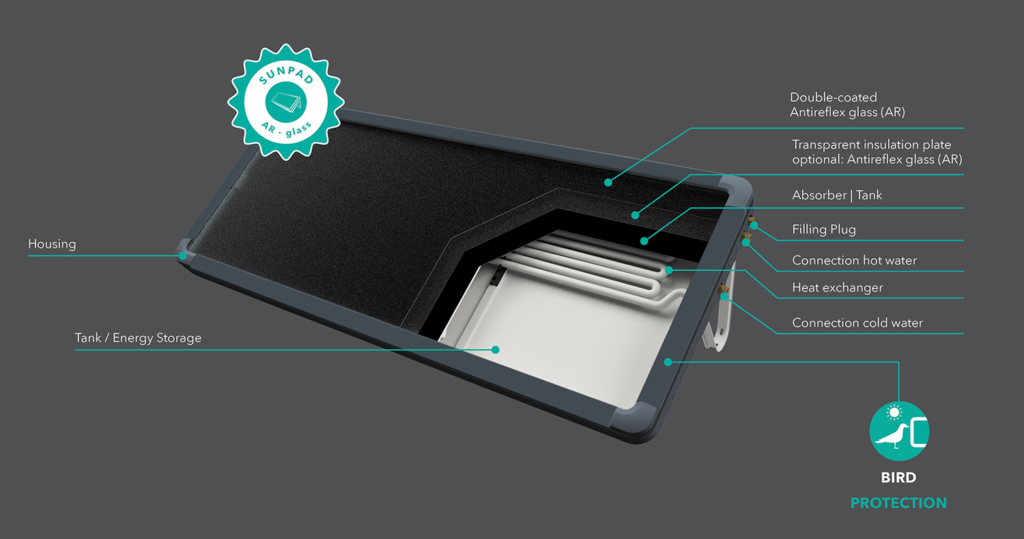 SUNPAD
AR - glass
Double-coated
Antireflex glass (AR)
Transparent insulation plate
optional: Antireflex glass (AR)
Absorber | Tank
Filling Plug
Connection hot water
Heat exchanger
Connection cold water
Housing
Tank / Energy Storage
BIRD
PROTECTION